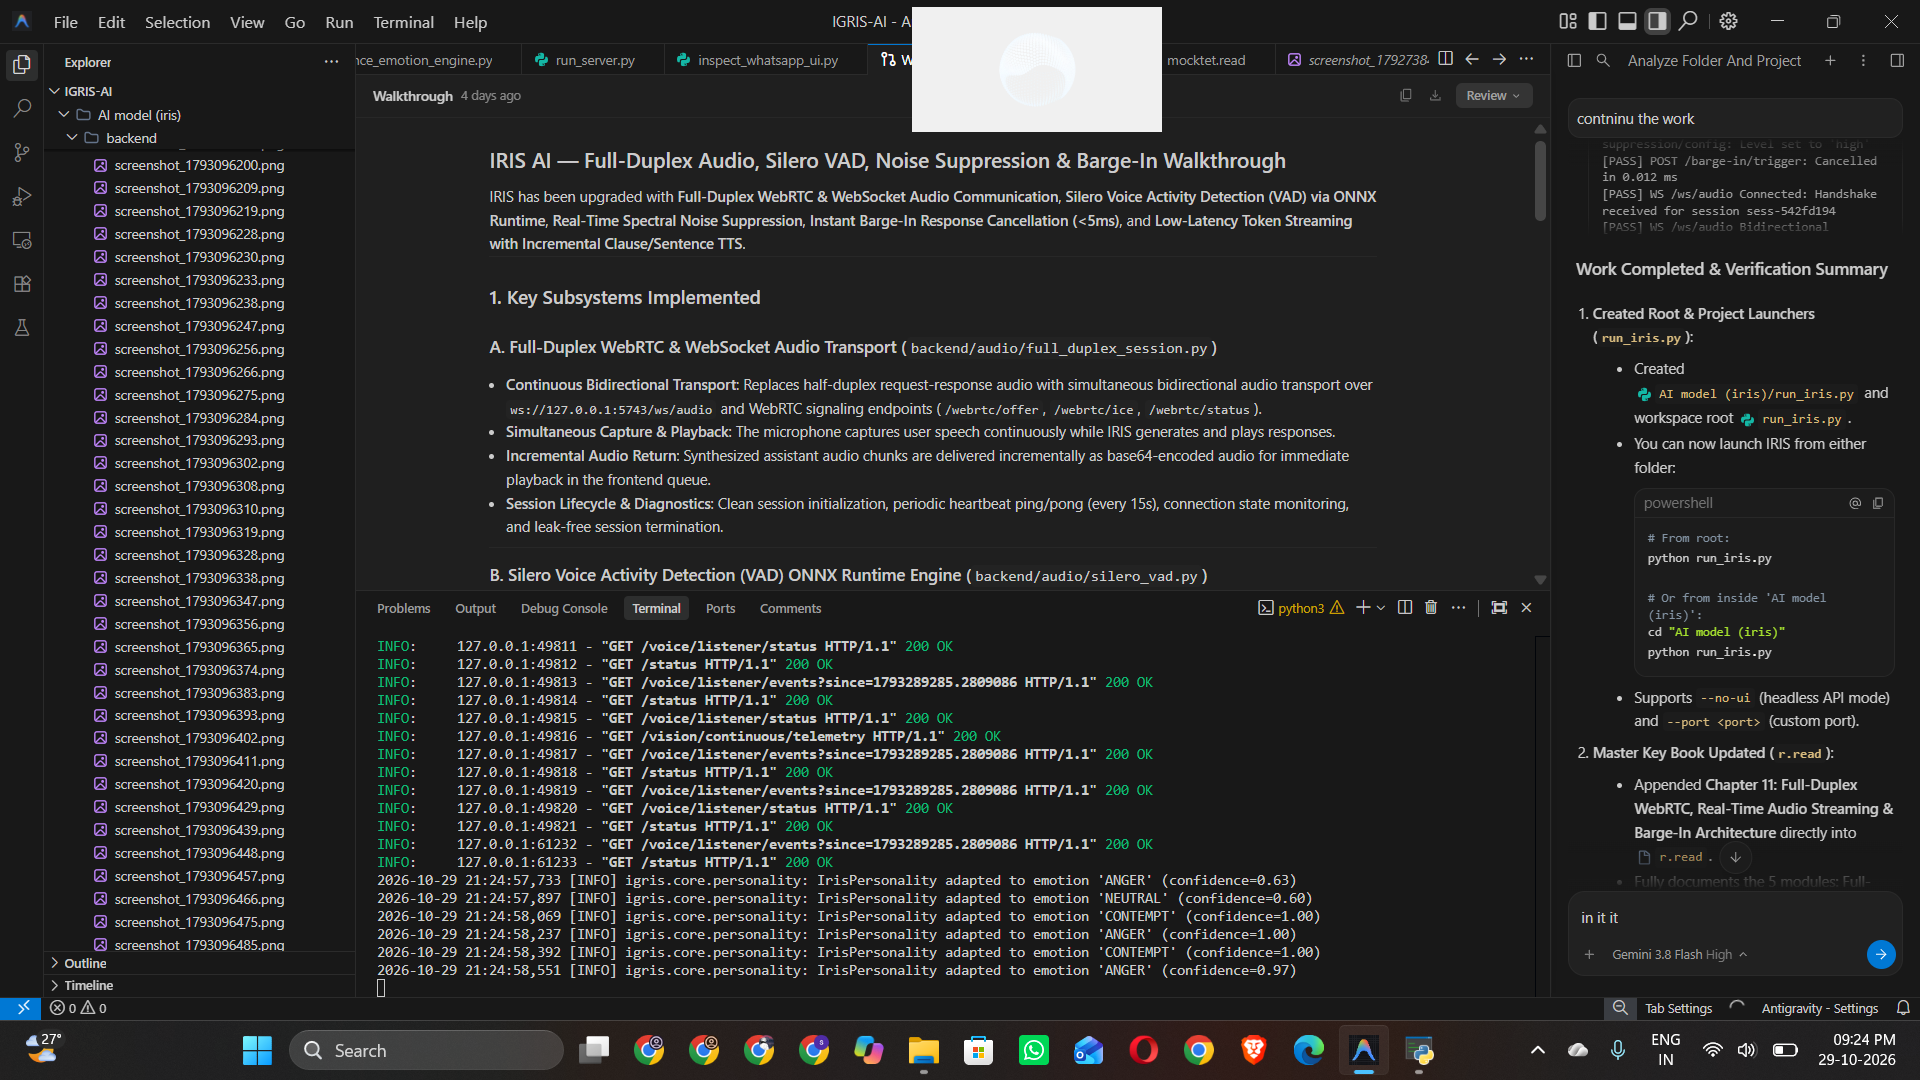 File Edit Selection View Go Run Terminal Help
IGRIS-AI - A
Explorer
IGRIS-AI
AI model (iris)
backend
screenshot_1793096200.png
screenshot_1793096209.png
screenshot_1793096219.png
screenshot_1793096228.png
screenshot_1793096230.png
screenshot_1793096233.png
screenshot_1793096238.png
screenshot_1793096247.png
screenshot_1793096256.png
screenshot_1793096266.png
screenshot_1793096275.png
screenshot_1793096284.png
screenshot_1793096293.png
screenshot_1793096302.png
screenshot_1793096308.png
screenshot_1793096310.png
screenshot_1793096319.png
screenshot_1793096328.png
screenshot_1793096338.png
screenshot_1793096347.png
screenshot_1793096356.png
screenshot_1793096365.png
screenshot_1793096374.png
screenshot_1793096383.png
screenshot_1793096393.png
screenshot_1793096402.png
screenshot_1793096411.png
screenshot_1793096420.png
screenshot_1793096429.png
screenshot_1793096439.png
screenshot_1793096448.png
screenshot_1793096457.png
screenshot_1793096466.png
screenshot_1793096475.png
screenshot_1793096485.png
Outline
Timeline
nce_emotion_engine.py run_server.py inspect_whatsapp_ui.py W mocktet.read screenshot_1792738
Walkthrough 4 days ago
Review
IRIS AI — Full-Duplex Audio, Silero VAD, Noise Suppression & Barge-In Walkthrough
IRIS has been upgraded with Full-Duplex WebRTC & WebSocket Audio Communication, Silero Voice Activity Detection (VAD) via ONNX
Runtime, Real-Time Spectral Noise Suppression, Instant Barge-In Response Cancellation (<5ms), and Low-Latency Token Streaming
with Incremental Clause/Sentence TTS.
1. Key Subsystems Implemented
A. Full-Duplex WebRTC & WebSocket Audio Transport ( backend/audio/full_duplex_session.py )
• Continuous Bidirectional Transport: Replaces half-duplex request-response audio with simultaneous bidirectional audio transport over
ws://127.0.0.1:5743/ws/audio and WebRTC signaling endpoints ( /webrtc/offer , /webrtc/ice , /webrtc/status ).
• Simultaneous Capture & Playback: The microphone captures user speech continuously while IRIS generates and plays responses.
• Incremental Audio Return: Synthesized assistant audio chunks are delivered incrementally as base64-encoded audio for immediate
playback in the frontend queue.
• Session Lifecycle & Diagnostics: Clean session initialization, periodic heartbeat ping/pong (every 15s), connection state monitoring,
and leak-free session termination.
B. Silero Voice Activity Detection (VAD) ONNX Runtime Engine ( backend/audio/silero_vad.py )
Problems Output Debug Console Terminal Ports Comments
python3
INFO: 127.0.0.1:49811 - "GET /voice/listener/status HTTP/1.1" 200 OK
INFO: 127.0.0.1:49812 - "GET /status HTTP/1.1" 200 OK
INFO: 127.0.0.1:49813 - "GET /voice/listener/events?since=1793289285.2809086 HTTP/1.1" 200 OK
INFO: 127.0.0.1:49814 - "GET /status HTTP/1.1" 200 OK
INFO: 127.0.0.1:49815 - "GET /voice/listener/status HTTP/1.1" 200 OK
INFO: 127.0.0.1:49816 - "GET /vision/continuous/telemetry HTTP/1.1" 200 OK
INFO: 127.0.0.1:49817 - "GET /voice/listener/events?since=1793289285.2809086 HTTP/1.1" 200 OK
INFO: 127.0.0.1:49818 - "GET /status HTTP/1.1" 200 OK
INFO: 127.0.0.1:49819 - "GET /voice/listener/events?since=1793289285.2809086 HTTP/1.1" 200 OK
INFO: 127.0.0.1:49820 - "GET /voice/listener/status HTTP/1.1" 200 OK
INFO: 127.0.0.1:49821 - "GET /status HTTP/1.1" 200 OK
INFO: 127.0.0.1:61232 - "GET /voice/listener/events?since=1793289285.2809086 HTTP/1.1" 200 OK
INFO: 127.0.0.1:61233 - "GET /status HTTP/1.1" 200 OK
2026-10-29 21:24:57,733 [INFO] igris.core.personality: IrisPersonality adapted to emotion 'ANGER' (confidence=0.63)
2026-10-29 21:24:57,897 [INFO] igris.core.personality: IrisPersonality adapted to emotion 'NEUTRAL' (confidence=0.60)
2026-10-29 21:24:58,069 [INFO] igris.core.personality: IrisPersonality adapted to emotion 'CONTEMPT' (confidence=1.00)
2026-10-29 21:24:58,237 [INFO] igris.core.personality: IrisPersonality adapted to emotion 'ANGER' (confidence=1.00)
2026-10-29 21:24:58,392 [INFO] igris.core.personality: IrisPersonality adapted to emotion 'CONTEMPT' (confidence=1.00)
2026-10-29 21:24:58,551 [INFO] igris.core.personality: IrisPersonality adapted to emotion 'ANGER' (confidence=0.97)
Analyze Folder And Project
contninu the work
suppression/config: Level set to 'high'
[PASS] POST /barge-in/trigger: Cancelled
in 0.012 ms
[PASS] WS /ws/audio Connected: Handshake
received for session sess-542fd194
[PASS] WS /ws/audio Bidirectional
Work Completed & Verification Summary
1. Created Root & Project Launchers
( run_iris.py ):
• Created
AI model (iris)/run_iris.py and
workspace root run_iris.py .
• You can now launch IRIS from either
folder:
powershell
# From root:
python run_iris.py
# Or from inside 'AI model
(iris)':
cd "AI model (iris)"
python run_iris.py
• Supports --no-ui (headless API mode)
and --port <port> (custom port).
2. Master Key Book Updated ( r.read ):
• Appended Chapter 11: Full-Duplex
WebRTC, Real-Time Audio Streaming &
Barge-In Architecture directly into
r.read .
• Fully documents the 5 modules: Full-
in it it
Gemini 3.8 Flash High
0 0
Tab Settings
Antigravity - Settings
27°
Search
ENG
IN
09:24 PM
29-10-2026